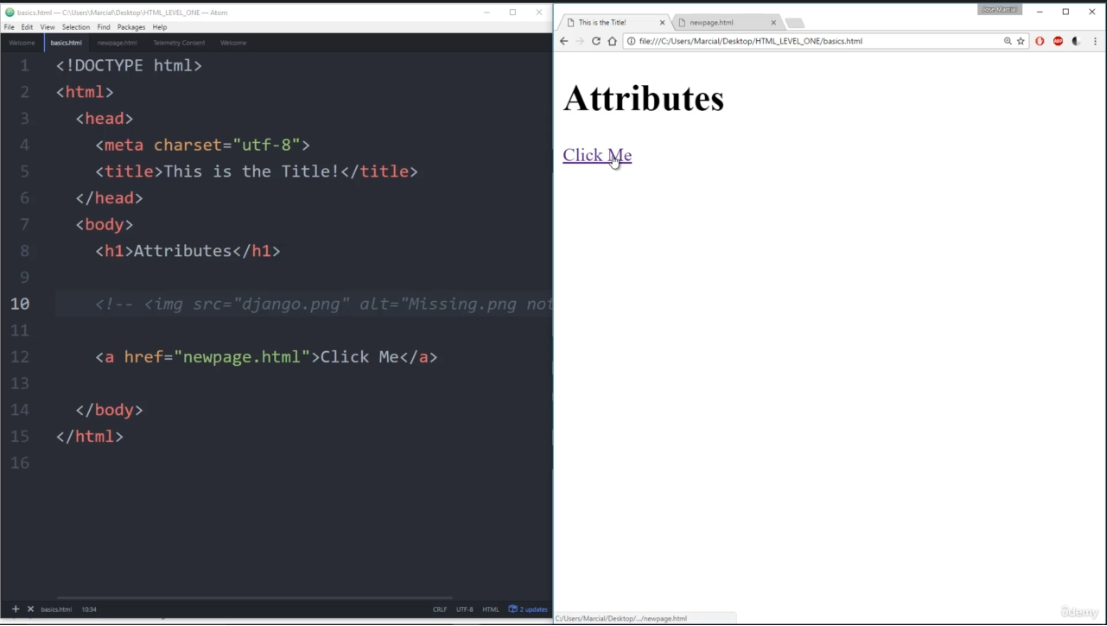 basics.html — C:\Users\Marcial\Desktop\HTML_LEVEL_ONE — Atom
File Edit View Selection Find Packages Help
Welcome basics.html newpage.html Telemetry Consent Welcome
1 <!DOCTYPE html>
2 <html>
3 <head>
4 <meta charset="utf-8">
5 <title>This is the Title!</title>
6 </head>
7 <body>
8 <h1>Attributes</h1>
9
10 <!-- <img src="django.png" alt="Missing.png not
11
12 <a href="newpage.html">Click Me</a>
13
14 </body>
15 </html>
16
basics.html 10:34 CRLF UTF-8 HTML 2 updates
This is the Title! newpage.html
file:///C:/Users/Marcial/Desktop/HTML_LEVEL_ONE/basics.html
ABP
Attributes
Click Me
C:/Users/Marcial/Desktop/.../newpage.html
ûdemy